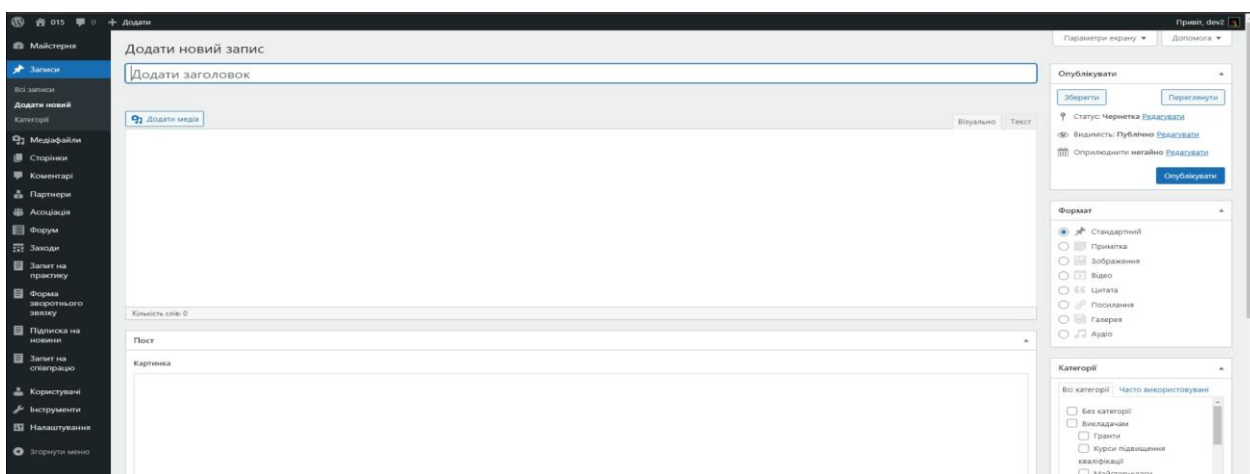 015 0 Додати
Привіт, dev2
Майстерня
Записи
Всі записи
Додати новий
Категорії
Медіафайли
Сторінки
Коментарі
Партнери
Асоціація
Форум
Заходи
Запит на
практику
Форма
зворотнього
звязку
Підписка на
новини
Запит на
співпрацю
Користувачі
Інструменти
Налаштування
Згорнути меню
Параметри екрану Допомога
Додати новий запис
Додати заголовок
Додати медіа
Візуально Текст
Кількість слів: 0
Пост
Картинка
Опублікувати
Зберегти Переглянути
Статус: Чернетка Редагувати
Видимість: Публічно Редагувати
Оприлюднити негайно Редагувати
Опублікувати
Формат
Стандартний
Примітка
Зображення
Відео
Цитата
Посилання
Галерея
Аудіо
Категорії
Всі категорії Часто використовувані
Без категорії
Викладачам
Гранти
Курси підвищення
кваліфікації
Майстер-класи